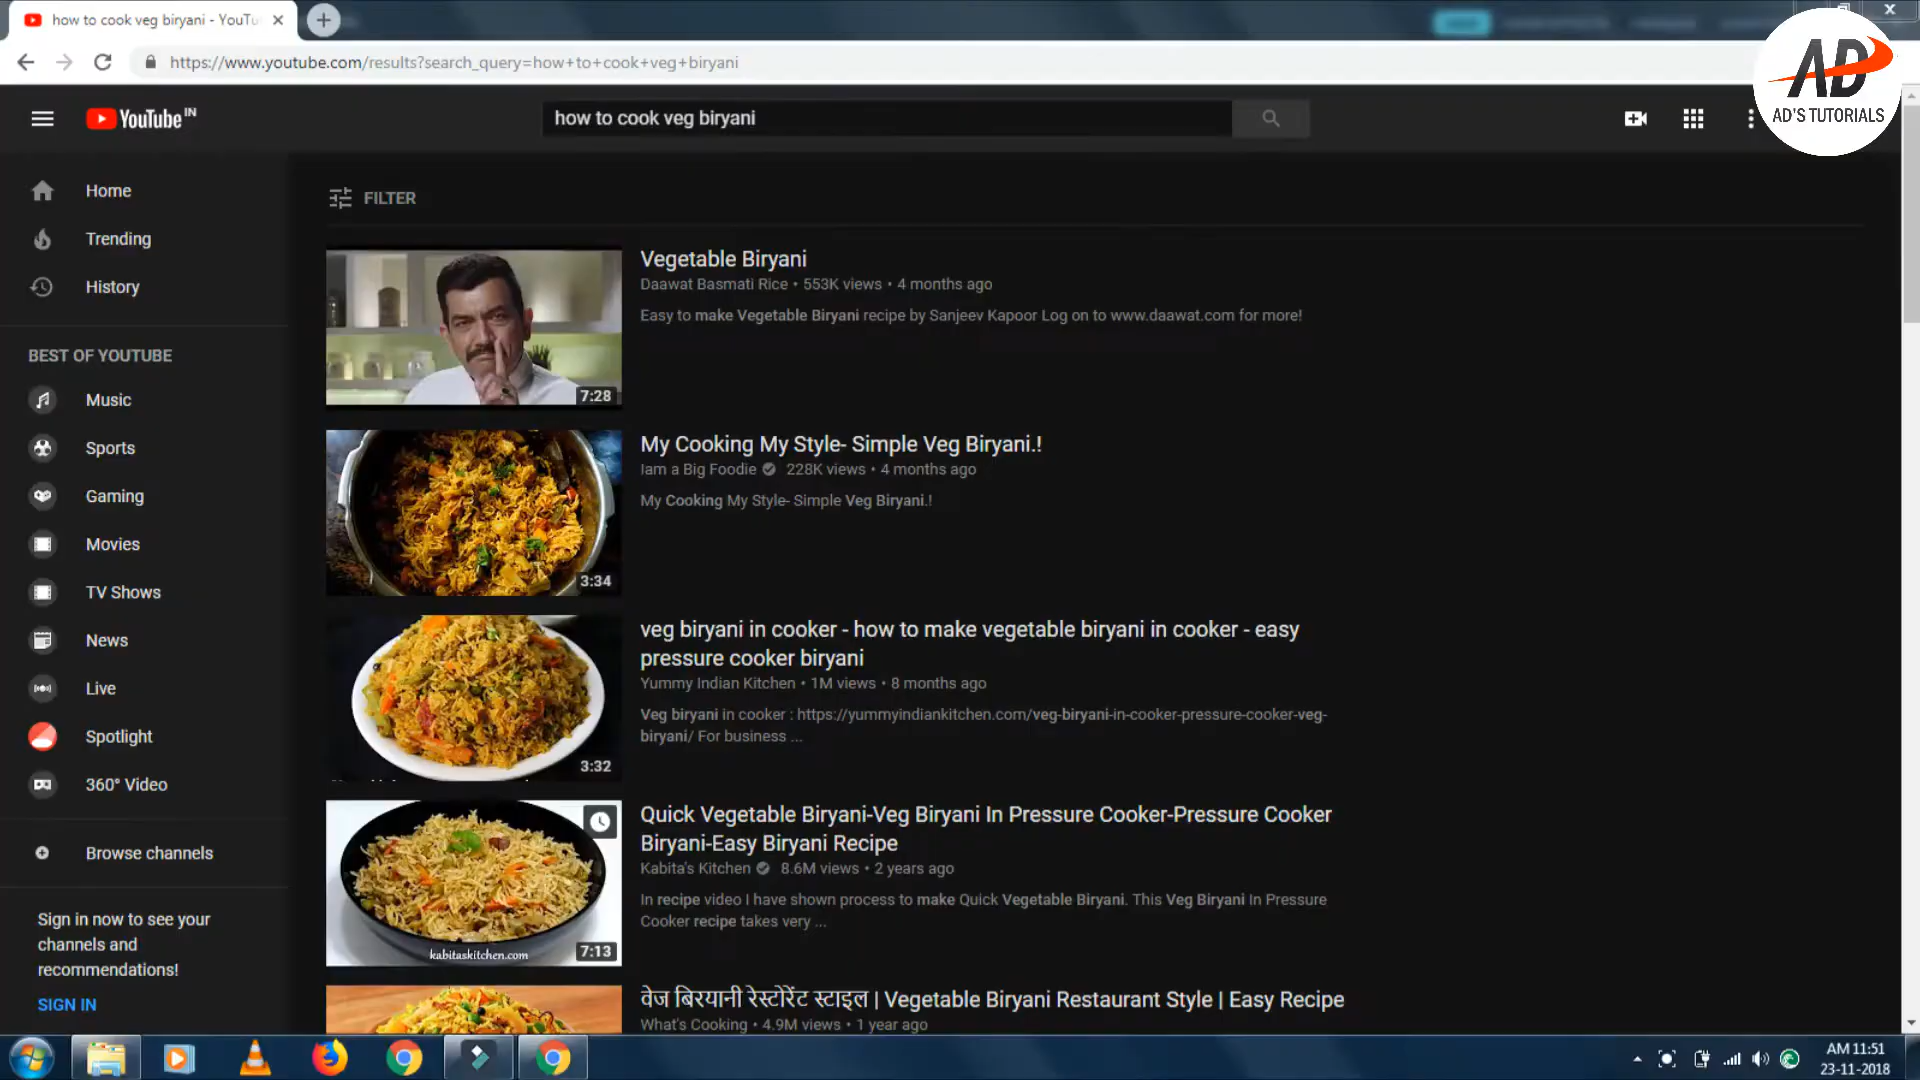 how to cook veg biryani - YouTu
https://www.youtube.com/results?search_query=how+to+cook+veg+biryani
AD
AD'S TUTORIALS
YouTube IN
how to cook veg biryani
Home
Trending
History
BEST OF YOUTUBE
Music
Sports
Gaming
Movies
TV Shows
News
Live
Spotlight
360° Video
Browse channels
Sign in now to see your
channels and
recommendations!
SIGN IN
FILTER
7:28
Vegetable Biryani
Daawat Basmati Rice • 553K views • 4 months ago
Easy to make Vegetable Biryani recipe by Sanjeev Kapoor Log on to www.daawat.com for more!
3:34
My Cooking My Style- Simple Veg Biryani.!
Iam a Big Foodie 228K views • 4 months ago
My Cooking My Style- Simple Veg Biryani.!
3:32
veg biryani in cooker - how to make vegetable biryani in cooker - easy
pressure cooker biryani
Yummy Indian Kitchen • 1M views • 8 months ago
Veg biryani in cooker : https://yummyindiankitchen.com/veg-biryani-in-cooker-pressure-cooker-veg-
biryani/ For business ...
kabitaskitchen.com
7:13
Quick Vegetable Biryani-Veg Biryani In Pressure Cooker-Pressure Cooker
Biryani-Easy Biryani Recipe
Kabita's Kitchen 8.6M views • 2 years ago
In recipe video I have shown process to make Quick Vegetable Biryani. This Veg Biryani In Pressure
Cooker recipe takes very ...
वेज बिरयानी रेस्टोरेंट स्टाइल | Vegetable Biryani Restaurant Style | Easy Recipe
What's Cooking • 4.9M views • 1 year ago
AM 11:51
23-11-2018